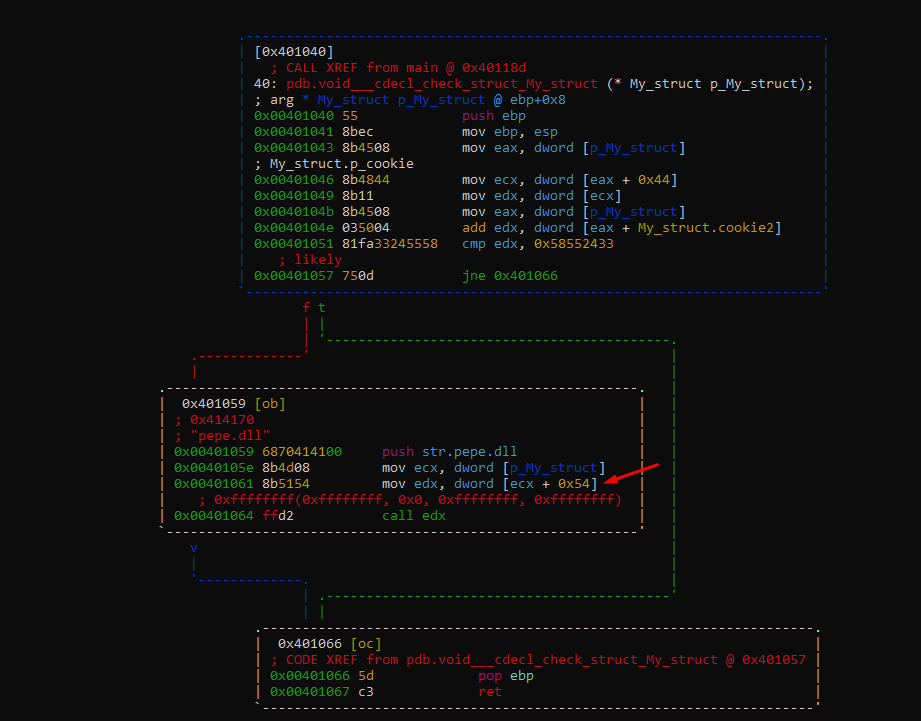 [0x401040]
; CALL XREF from main @ 0x40118d
40: pdb.void___cdecl_check_struct_My_struct (* My_struct p_My_struct);
; arg * My_struct p_My_struct @ ebp+0x8
0x00401040 55 push ebp
0x00401041 8bec mov ebp, esp
0x00401043 8b4508 mov eax, dword [p_My_struct]
; My_struct.p_cookie
0x00401046 8b4844 mov ecx, dword [eax + 0x44]
0x00401049 8b11 mov edx, dword [ecx]
0x0040104b 8b4508 mov eax, dword [p_My_struct]
0x0040104e 035004 add edx, dword [eax + My_struct.cookie2]
0x00401051 81fa33245558 cmp edx, 0x58552433
; likely
0x00401057 750d jne 0x401066
f t
0x401059 [ob]
; 0x414170
; "pepe.dll"
0x00401059 6870414100 push str.pepe.dll
0x0040105e 8b4d08 mov ecx, dword [p_My_struct]
0x00401061 8b5154 mov edx, dword [ecx + 0x54]
; 0xffffffff(0xffffffff, 0x0, 0xffffffff, 0xffffffff)
0x00401064 ffd2 call edx
v
0x401066 [oc]
; CODE XREF from pdb.void___cdecl_check_struct_My_struct @ 0x401057
0x00401066 5d pop ebp
0x00401067 c3 ret